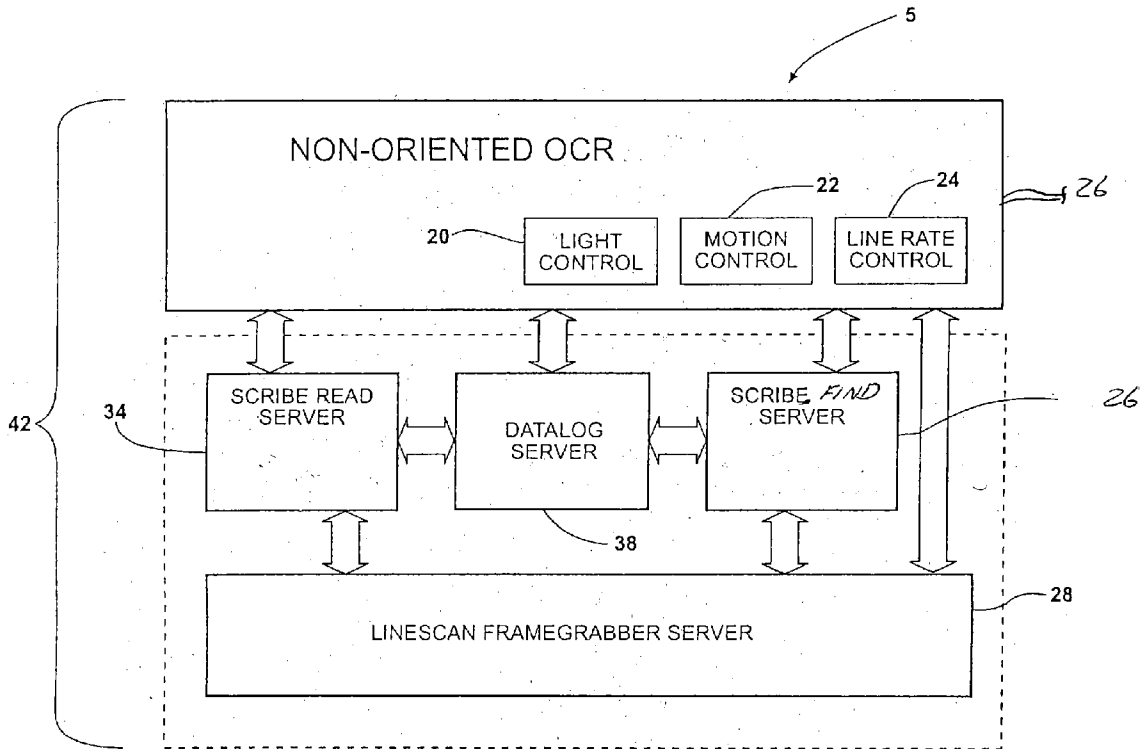 5
NON-ORIENTED OCR
22
24
26
20
LIGHT
CONTROL
MOTION
CONTROL
LINE RATE
CONTROL
42
34
SCRIBE READ
SERVER
DATALOG
SERVER
SCRIBE FIND
SERVER
26
38
28
LINESCAN FRAMEGRABBER SERVER